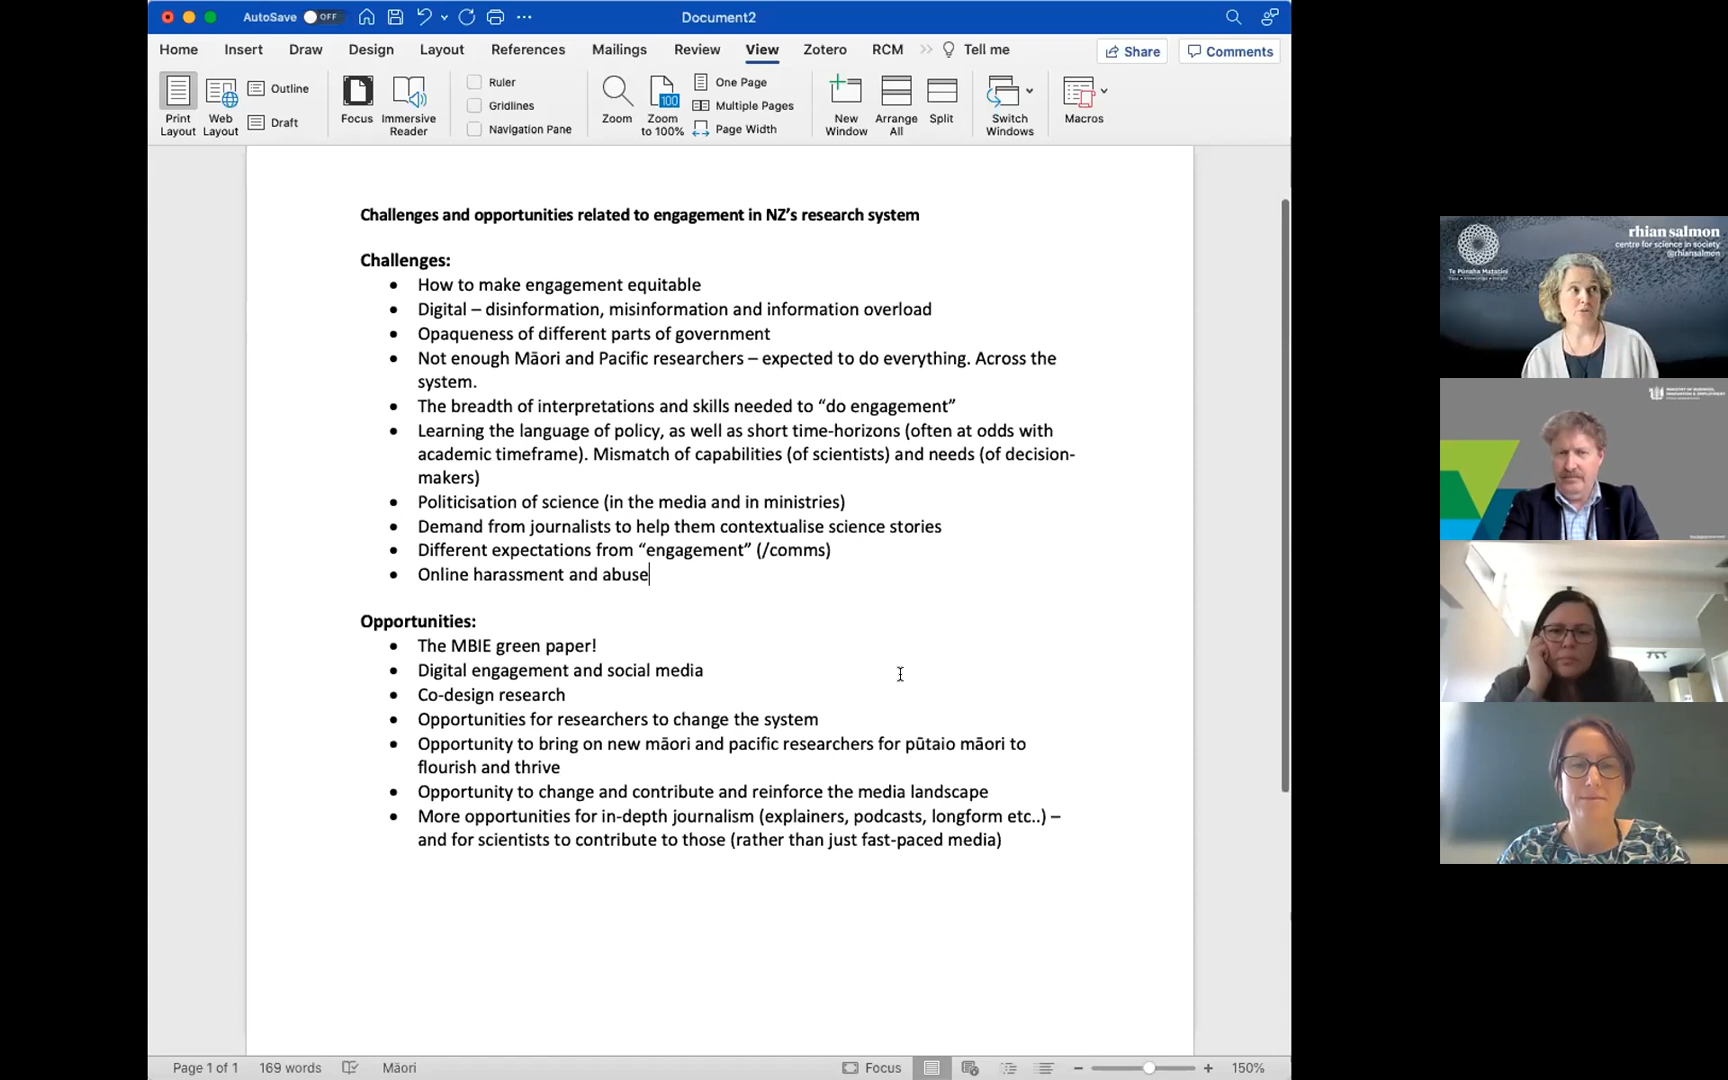 AutoSave OFF
Document2
Home Insert Draw Design Layout References Mailings Review View Zotero RCM Tell me
Share Comments
Print Layout
Web Layout
Outline
Draft
Focus
Immersive Reader
Ruler
Gridlines
Navigation Pane
Zoom
100
Zoom to 100%
One Page
Multiple Pages
Page Width
New Window
Arrange All
Split
Switch Windows
Macros
Challenges and opportunities related to engagement in NZ’s research system
Challenges:
• How to make engagement equitable
• Digital – disinformation, misinformation and information overload
• Opaqueness of different parts of government
• Not enough Māori and Pacific researchers – expected to do everything. Across the
system.
• The breadth of interpretations and skills needed to “do engagement”
• Learning the language of policy, as well as short time-horizons (often at odds with
academic timeframe). Mismatch of capabilities (of scientists) and needs (of decision-
makers)
• Politicisation of science (in the media and in ministries)
• Demand from journalists to help them contextualise science stories
• Different expectations from “engagement” (/comms)
• Online harassment and abuse
Opportunities:
• The MBIE green paper!
• Digital engagement and social media
• Co-design research
• Opportunities for researchers to change the system
• Opportunity to bring on new māori and pacific researchers for pūtaio māori to
flourish and thrive
• Opportunity to change and contribute and reinforce the media landscape
• More opportunities for in-depth journalism (explainers, podcasts, longform etc..) –
and for scientists to contribute to those (rather than just fast-paced media)
Page 1 of 1 169 words Māori Focus 150%
rhian salmon
centre for science in society
@rhiansalmon
Te Pūnaha Matatini
MINISTRY OF BUSINESS,
INNOVATION & EMPLOYMENT